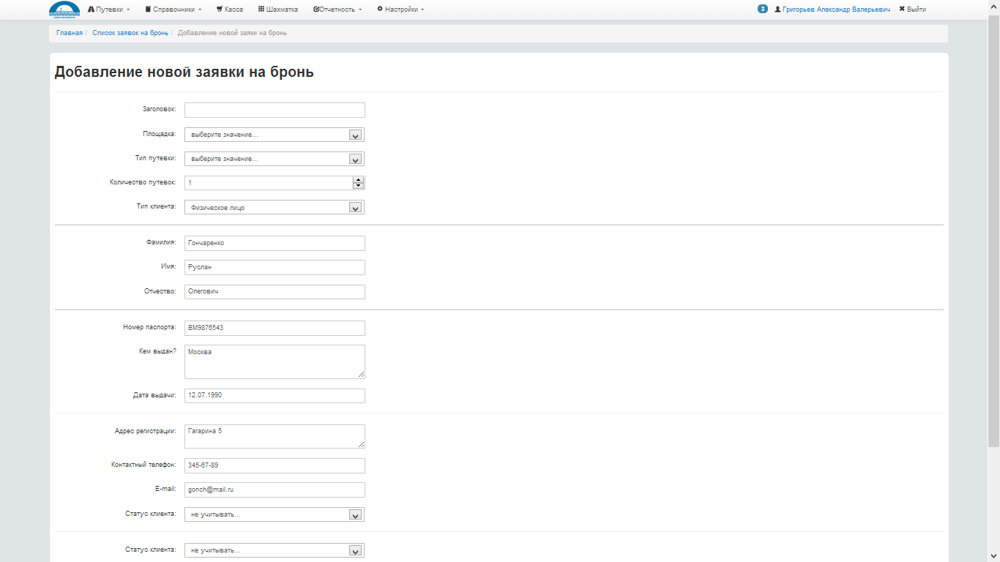 Путевки Справочники Касса Шахматка Отчетность Настройки 3 Григорьев Александр Валерьевич Выйти
Главная / Список заявок на бронь / Добавление новой заяки на бронь
Добавление новой заявки на бронь
Заголовок:
Площадка: выберите значение...
Тип путевки: выберите значение...
Количество путевок: 1
Тип клиента: Физическое лицо
Фамилия: Гончаренко
Имя: Руслан
Отчество: Олегович
Номер паспорта: ВМ9876543
Кем выдан? Москва
Дата выдачи: 12.07.1990
Адрес регистрации: Гагарина 5
Контактный телефон: 345-67-89
E-mail: gonch@mail.ru
Статус клиента: не учитывать...
Статус клиента: не учитывать...